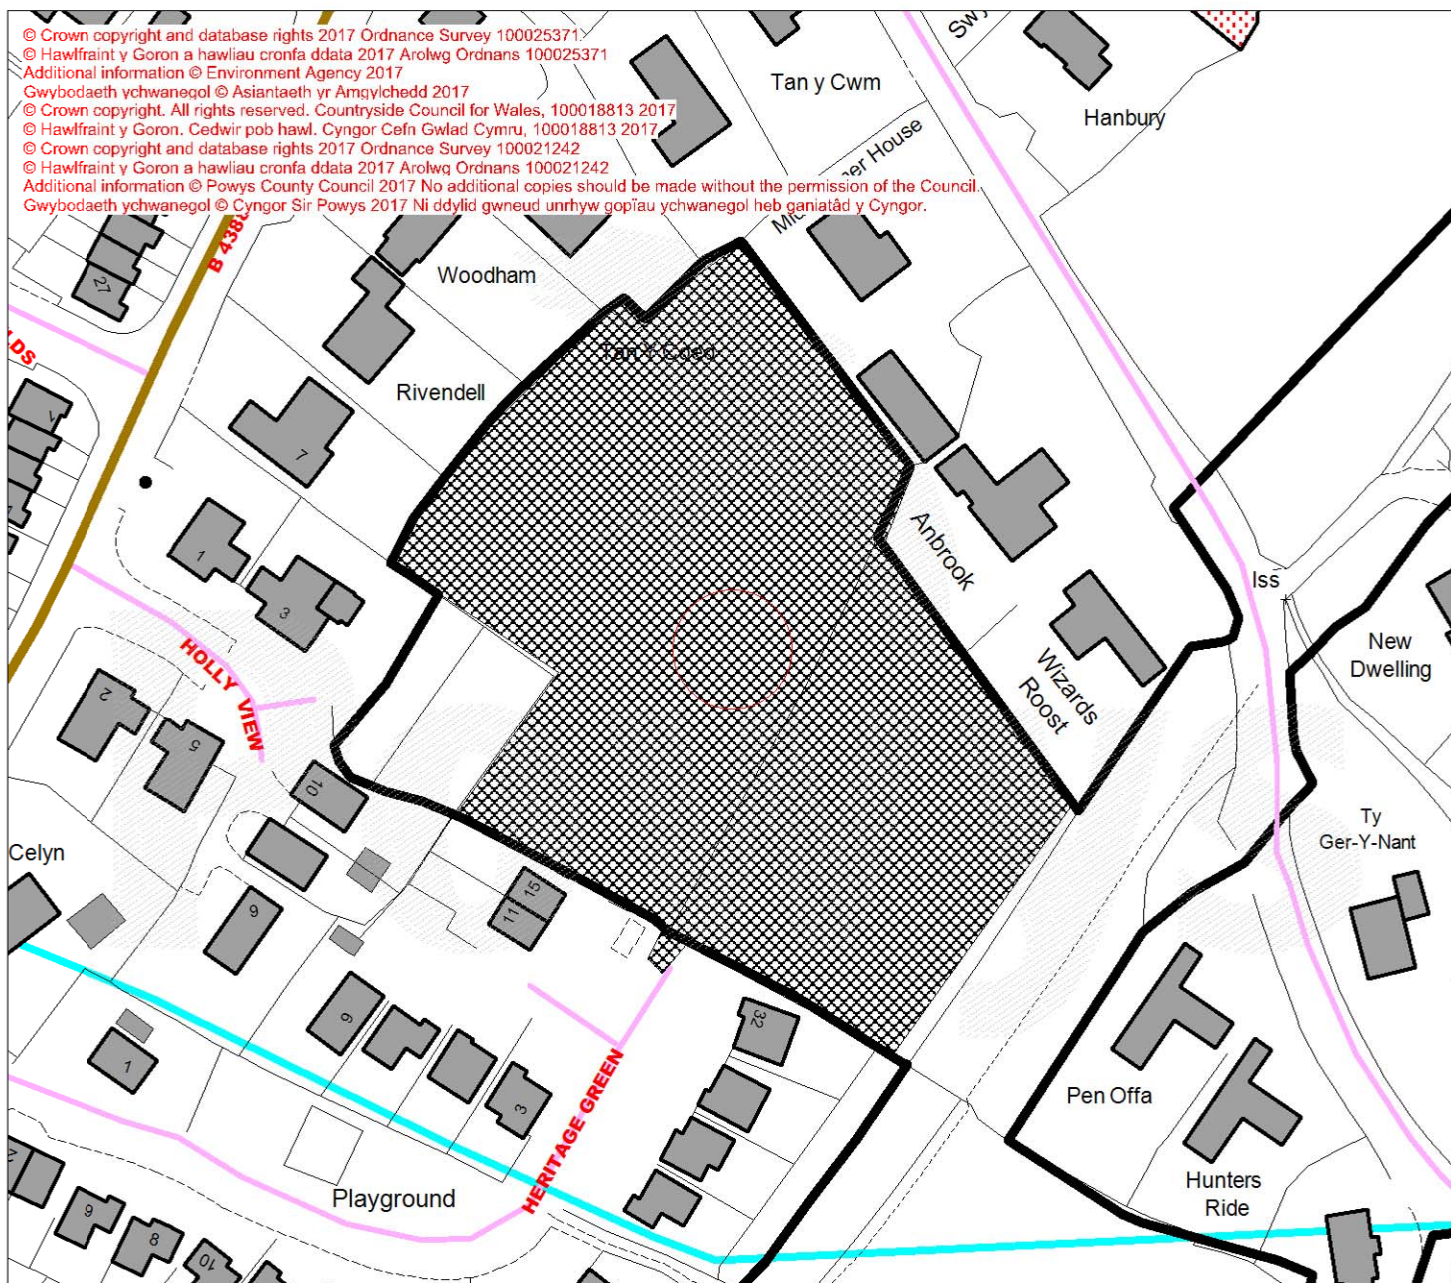 © Crown copyright and database rights 2017 Ordnance Survey 100025371.
© Hawlfraint y Goron a hawliau cronfa ddata 2017 Arolwg Ordnans 100025371
Additional information © Environment Agency 2017
Gwybodaeth ychwanegol © Asiantaeth yr Amgylchedd 2017
© Crown copyright. All rights reserved. Countryside Council for Wales, 100018813 2017
© Hawlfraint y Goron. Cedwir pob hawl. Cyngor Cefn Gwlad Cymru, 100018813 2017
© Crown copyright and database rights 2017 Ordnance Survey 100021242
© Hawlfraint y Goron a hawliau cronfa ddata 2017 Arolwg Ordnans 100021242
Additional information © Powys County Council 2017 No additional copies should be made without the permission of the Council.
Gwybodaeth ychwanegol © Cyngor Sir Powys 2017 Ni ddylid gwneud unrhyw gopïau ychwanegol heb ganiatâd y Cyngor.
Tan y Cwm
Hanbury
House
27
Woodham
Tan Y Coed
Rivendell
7
7
Anbrook
1
3
Iss
New
Dwelling
HOLLY VIEW
Wizards
Roost
2
5
10
Ty
Ger-Y-Nant
Celyn
15
11
9
6
32
1
3
HERITAGE GREEN
Pen Offa
Playground
Hunters
Ride
2
9
8
10